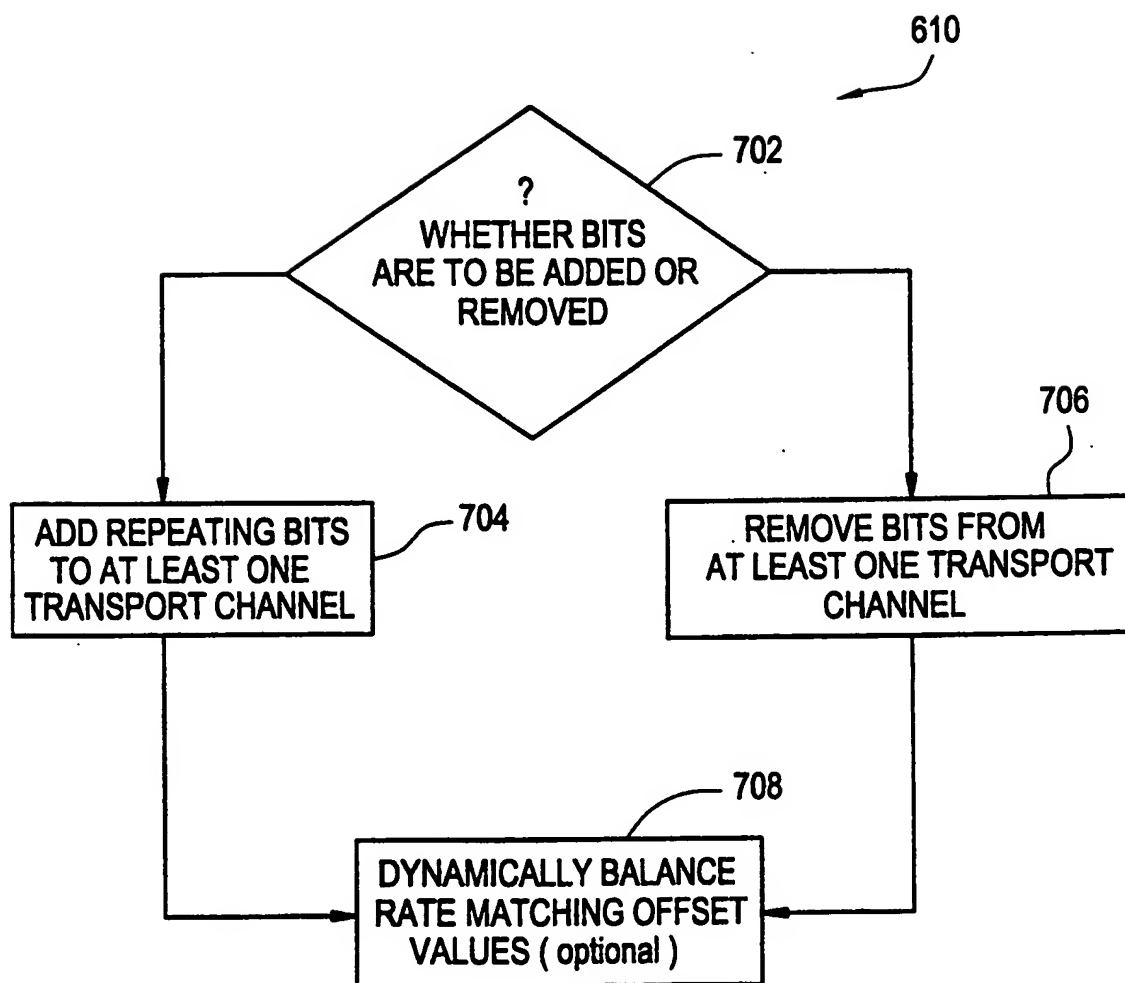 610
702
?
WHETHER BITS
ARE TO BE ADDED OR
REMOVED
706
ADD REPEATING BITS
TO AT LEAST ONE
TRANSPORT CHANNEL
704
REMOVE BITS FROM
AT LEAST ONE TRANSPORT
CHANNEL
708
DYNAMICALLY BALANCE
RATE MATCHING OFFSET
VALUES ( optional )